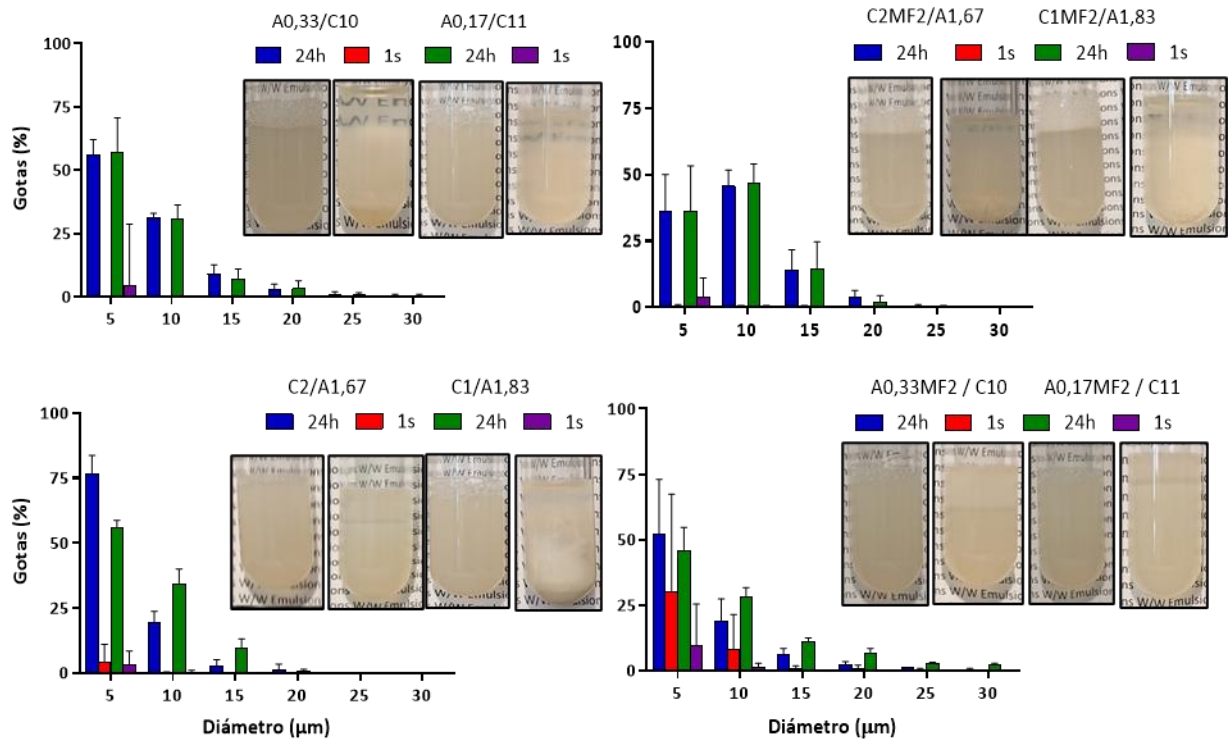 A0,33/C10 A0,17/C11
24h 1s 24h 1s
W/W Emulsions
Gotas (%)
100
75
50
25
0
5 10 15 20 25 30
C2MF2/A1,67 C1MF2/A1,83
24h 1s 24h 1s
W/W Emulsions
100
75
50
25
0
5 10 15 20 25 30
C2/A1,67 C1/A1,83
24h 1s 24h 1s
W/W Emulsions
Gotas (%)
100
75
50
25
0
5 10 15 20 25 30
Diámetro (µm)
A0,33MF2 / C10 A0,17MF2 / C11
24h 1s 24h 1s
W/W Emulsions
100
75
50
25
0
5 10 15 20 25 30
Diámetro (µm)